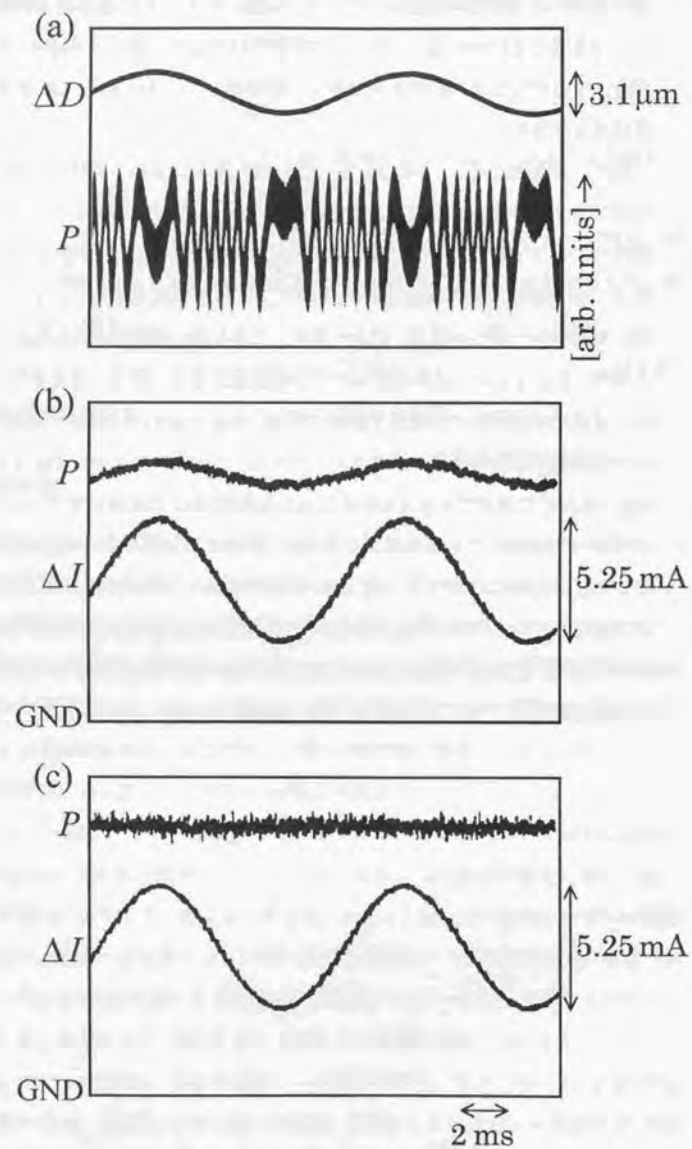 (a)
ΔD
3.1 μm
P
[arb. units]→
(b)
P
ΔI
5.25 mA
GND
(c)
P
ΔI
5.25 mA
GND
2 ms